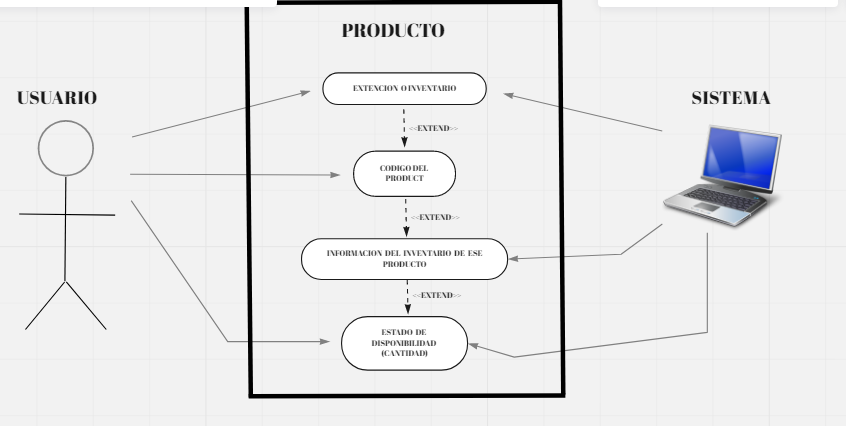 PRODUCTO
USUARIO
SISTEMA
EXTENCION O INVENTARIO
<<EXTEND>>
CODIGO DEL
PRODUCT
<<EXTEND>>
INFORMACION DEL INVENTARIO DE ESE
PRODUCTO
<<EXTEND>>
ESTADO DE
DISPONIBILIDAD
(CANTIDAD)